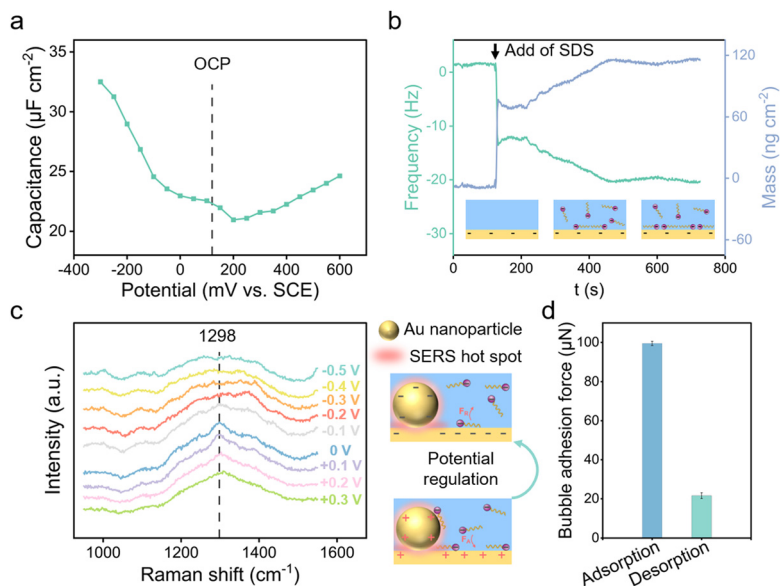 a
OCP
Capacitance (µF cm⁻²)
36
32
28
24
20
-400 -200 0 200 400 600
Potential (mV vs. SCE)
b
Add of SDS
Frequency (Hz)
0
-10
-20
-30
Mass (ng cm⁻²)
120
60
0
-60
0 200 400 600 800
t (s)
c
1298
Intensity (a.u.)
-0.5 V
-0.4 V
-0.3 V
-0.2 V
-0.1 V
0 V
+0.1 V
+0.2 V
+0.3 V
1000 1200 1400 1600
Raman shift (cm⁻¹)
Au nanoparticle
SERS hot spot
Potential
regulation
d
Bubble adhesion force (µN)
100
80
60
40
20
0
Adsorption
Desorption